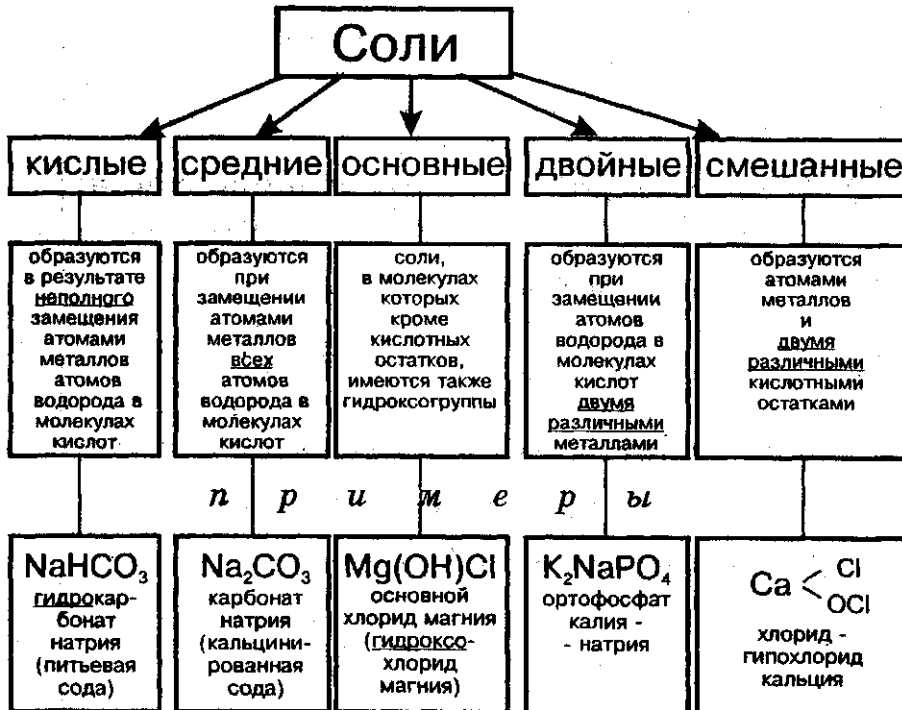 Соли
кислые
средние
основные
двойные
смешанные
образуются
в результате
неполного
замещения
атомами
металлов
атомов
водорода в
молекулах
кислот
образуются
при
замещении
атомами
металлов
всех
атомов
водорода в
молекулах
кислот
соли,
в молекулах
которых
кроме
кислотных
остатков,
имеются также
гидроксогруппы
образуются
при
замещении
атомов
водорода в
молекулах
кислот
двумя
различными
металлами
образуются
атомами
металлов
и
двумя
различными
кислотными
остатками
примеры
NaHCO₃
гидрокар-
бонат
натрия
(питьевая
сода)
Na₂CO₃
карбонат
натрия
(кальцини-
рованная
сода)
Mg(OH)Cl
основной
хлорид магния
(гидроксо-
хлорид
магния)
K₂NaPO₄
ортофосфат
калия -
- натрия
Ca < Cl
OCl
хлорид -
гипохлорид
кальция